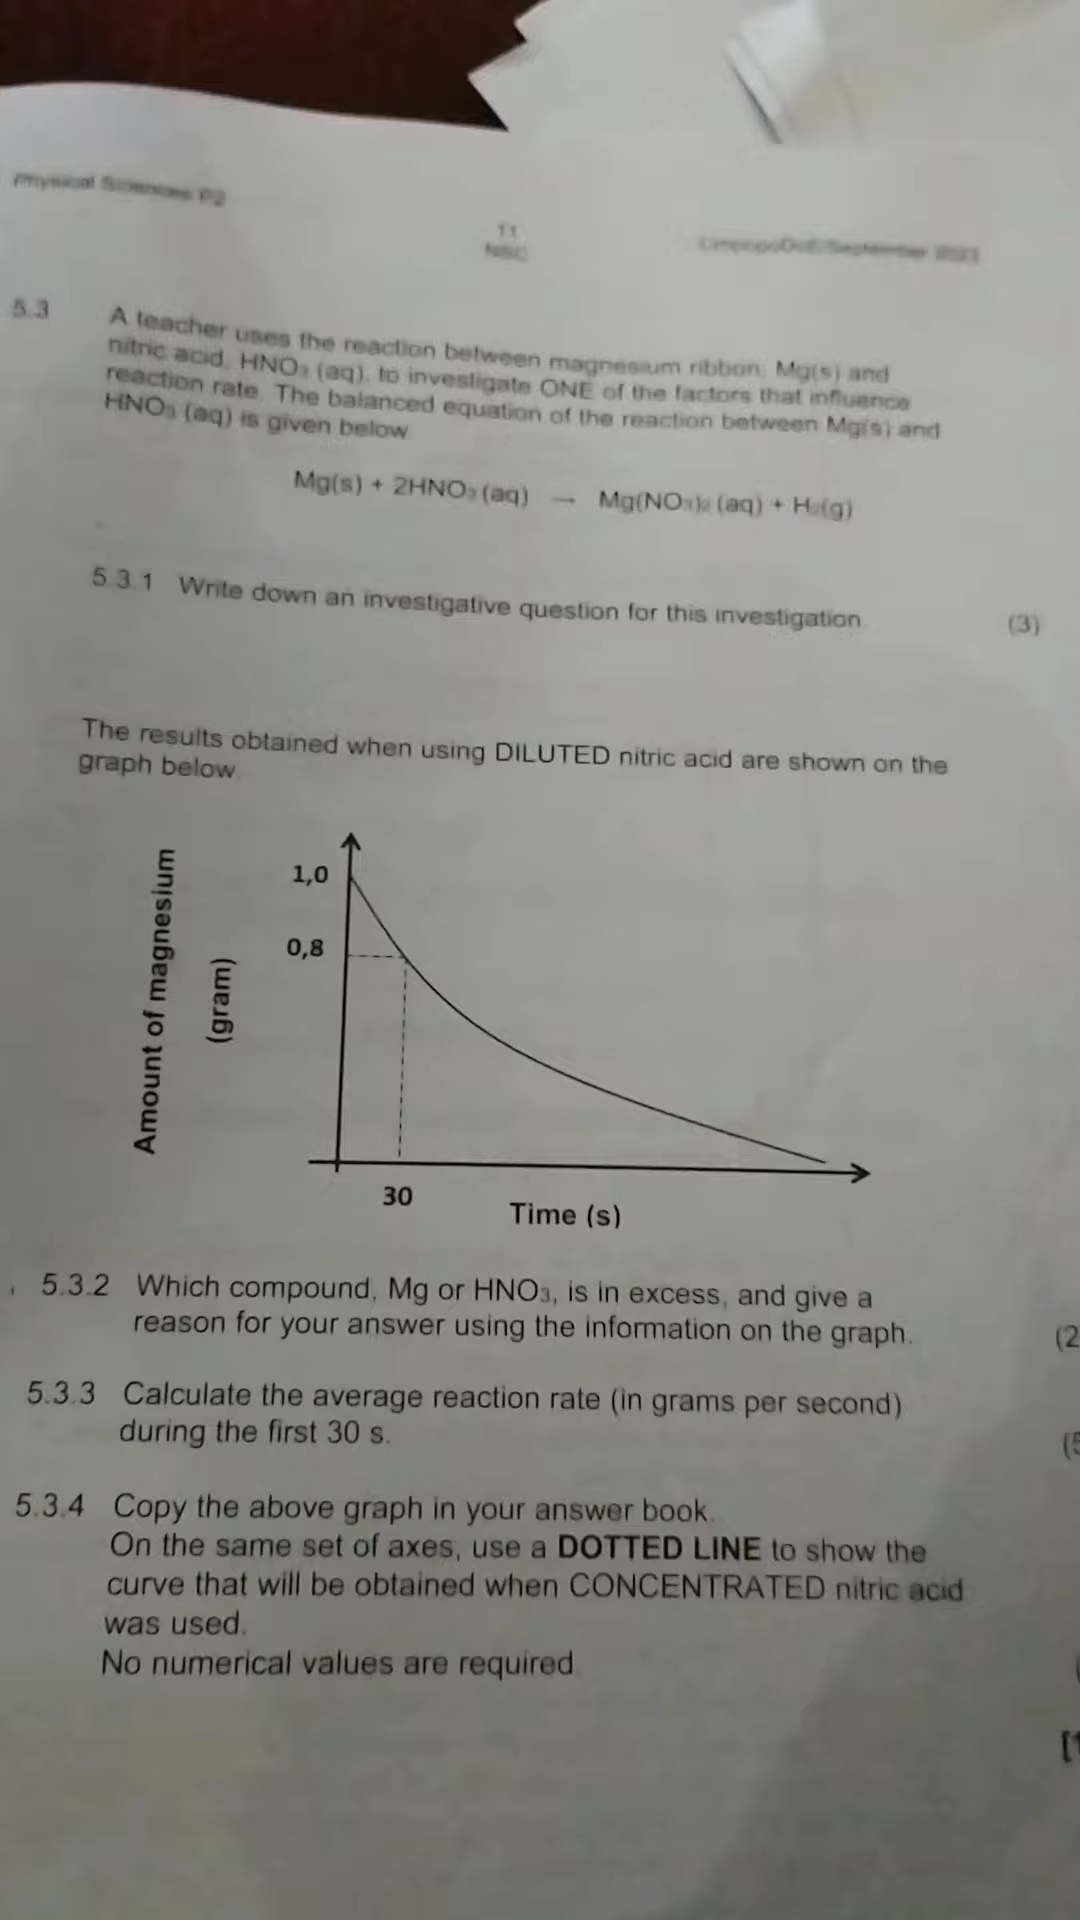 Physical Sciences P2
11
NSC
LimpopoDoE/September 2023
5.3 A teacher uses the reaction between magnesium ribbon, Mg(s) and
nitric acid, HNO₃ (aq), to investigate ONE of the factors that influence
reaction rate. The balanced equation of the reaction between Mg(s) and
HNO₃ (aq) is given below.
Mg(s) + 2HNO₃ (aq) → Mg(NO₃)₂ (aq) + H₂(g)
5.3.1 Write down an investigative question for this investigation. (3)
The results obtained when using DILUTED nitric acid are shown on the
graph below.
Amount of magnesium
(gram)
1,0
0,8
30
Time (s)
5.3.2 Which compound, Mg or HNO₃, is in excess, and give a
reason for your answer using the information on the graph. (2
5.3.3 Calculate the average reaction rate (in grams per second)
during the first 30 s. (5
5.3.4 Copy the above graph in your answer book.
On the same set of axes, use a DOTTED LINE to show the
curve that will be obtained when CONCENTRATED nitric acid
was used.
No numerical values are required.
[1